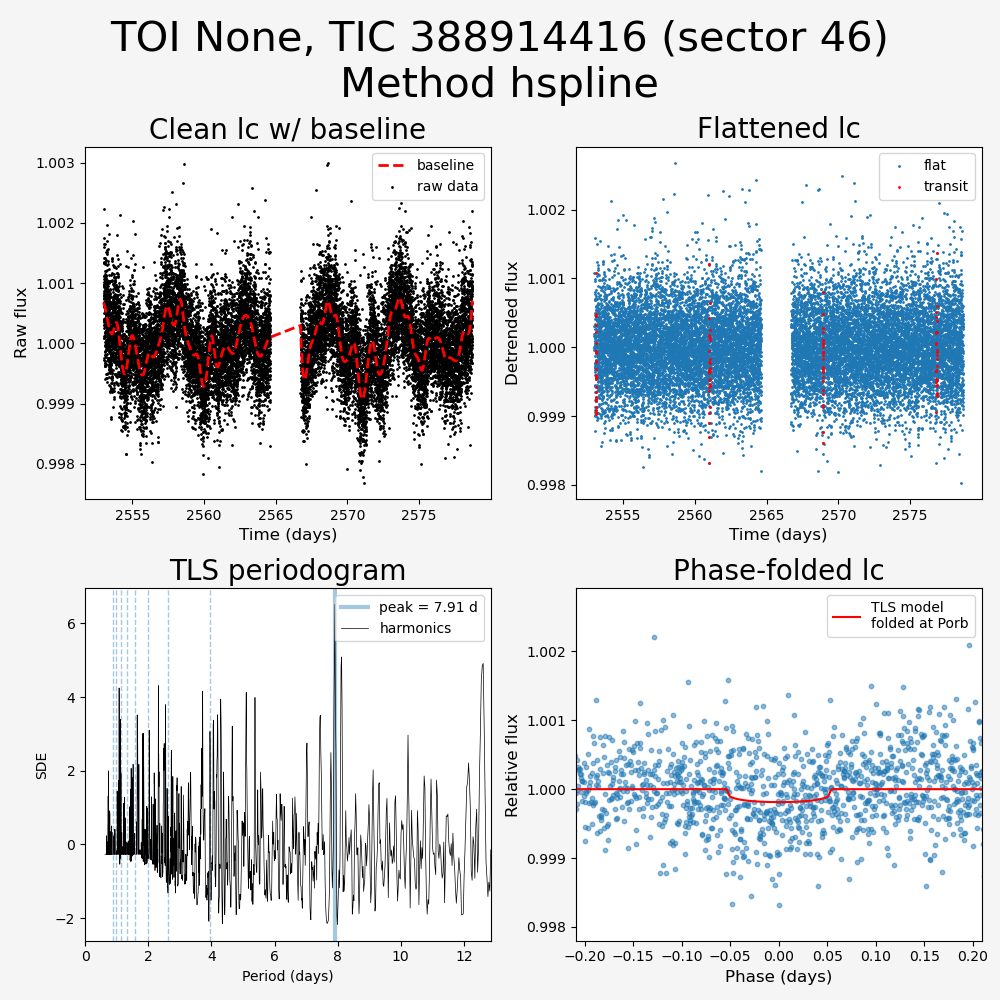 TOI None, TIC 388914416 (sector 46)
Method hspline
Clean lc w/ baseline
baseline
raw data
1.003
1.002
1.001
1.000
0.999
0.998
Raw flux
2555 2560 2565 2570 2575
Time (days)
Flattened lc
flat
transit
1.002
1.001
1.000
0.999
0.998
Detrended flux
2555 2560 2565 2570 2575
Time (days)
TLS periodogram
peak = 7.91 d
harmonics
6
4
2
0
−2
SDE
0 2 4 6 8 10 12
Period (days)
Phase-folded lc
TLS model
folded at Porb
1.002
1.001
1.000
0.999
0.998
Relative flux
−0.20 −0.15 −0.10 −0.05 0.00 0.05 0.10 0.15 0.20
Phase (days)